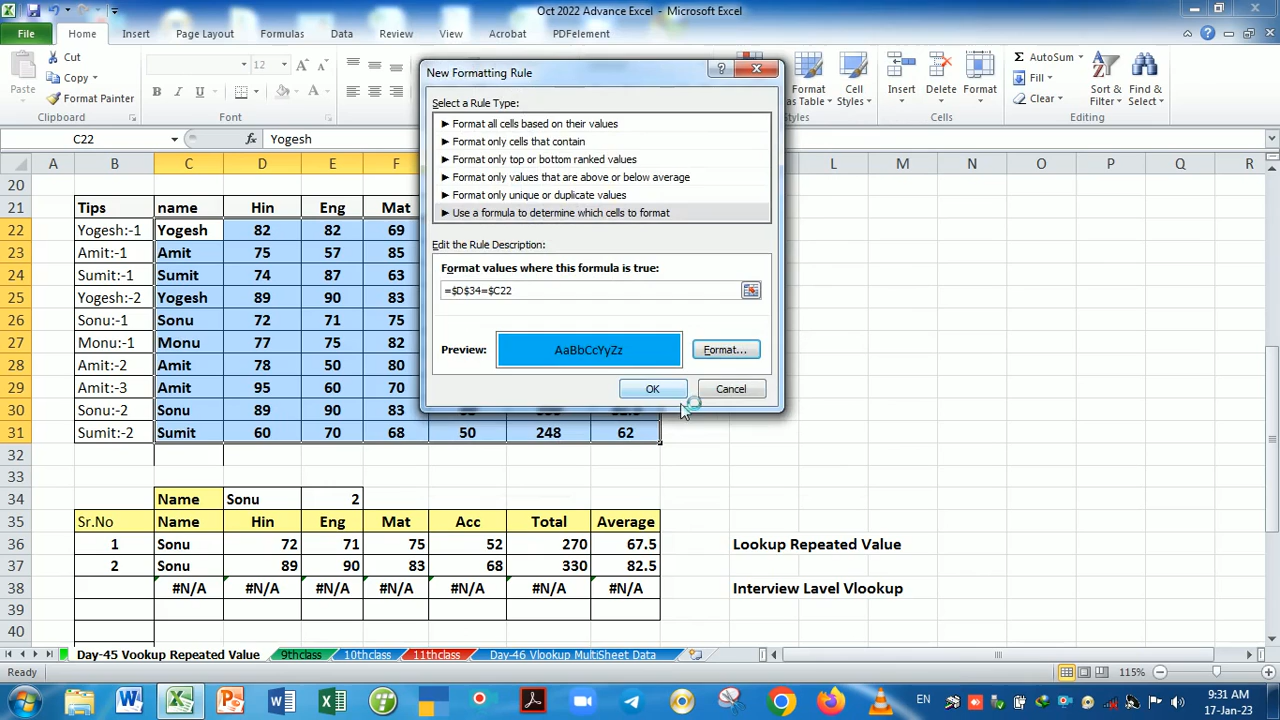 Oct 2022 Advance Excel - Microsoft Excel
File Home Insert Page Layout Formulas Data Review View Acrobat PDFelement
Cut
Copy
Format Painter
Paste
Clipboard
12
B I U
Font
Format as Table
Cell Styles
Insert Delete Format
Cells
AutoSum
Fill
Clear
Sort & Filter
Find & Select
C22 fx Yogesh
New Formatting Rule
Select a Rule Type:
► Format all cells based on their values
► Format only cells that contain
► Format only top or bottom ranked values
► Format only values that are above or below average
► Format only unique or duplicate values
► Use a formula to determine which cells to format
Edit the Rule Description:
Format values where this formula is true:
=$D$34=$C22
Preview: AaBbCcYyZz Format...
OK Cancel
A B C D E F L M N O P Q R
20
21 Tips name Hin Eng Mat
22 Yogesh:-1 Yogesh 82 82 69
23 Amit:-1 Amit 75 57 85
24 Sumit:-1 Sumit 74 87 63
25 Yogesh:-2 Yogesh 89 90 83
26 Sonu:-1 Sonu 72 71 75
27 Monu:-1 Monu 77 75 82
28 Amit:-2 Amit 78 50 80
29 Amit:-3 Amit 95 60 70
30 Sonu:-2 Sonu 89 90 83
31 Sumit:-2 Sumit 60 70 68 50 248 62
32
33
34 Name Sonu 2
35 Sr.No Name Hin Eng Mat Acc Total Average
36 1 Sonu 72 71 75 52 270 67.5 Lookup Repeated Value
37 2 Sonu 89 90 83 68 330 82.5
38 #N/A #N/A #N/A #N/A #N/A #N/A #N/A Interview Lavel Vlookup
39
40
Day-45 Vookup Repeated Value 9thclass 10thclass 11thclass Day-46 Vlookup MultiSheet Data
Ready 115%
EN 9:31 AM
17-Jan-23